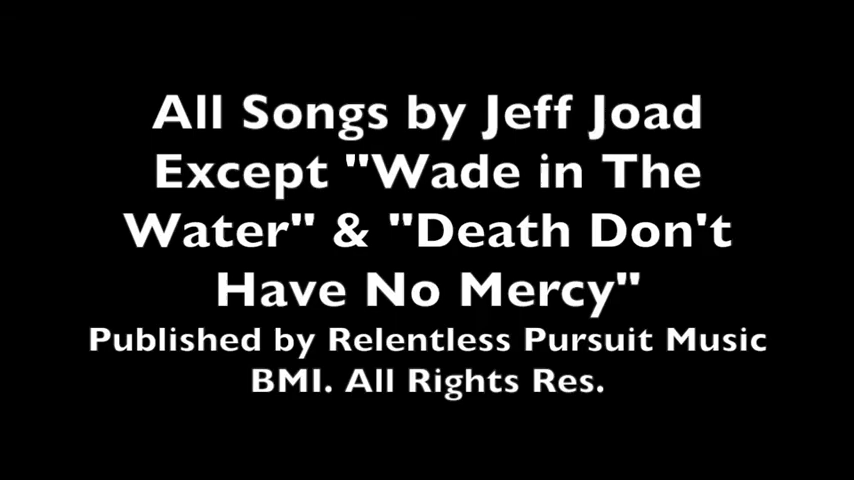 All Songs by Jeff Joad
Except "Wade in The
Water" & "Death Don't
Have No Mercy"
Published by Relentless Pursuit Music
BMI. All Rights Res.